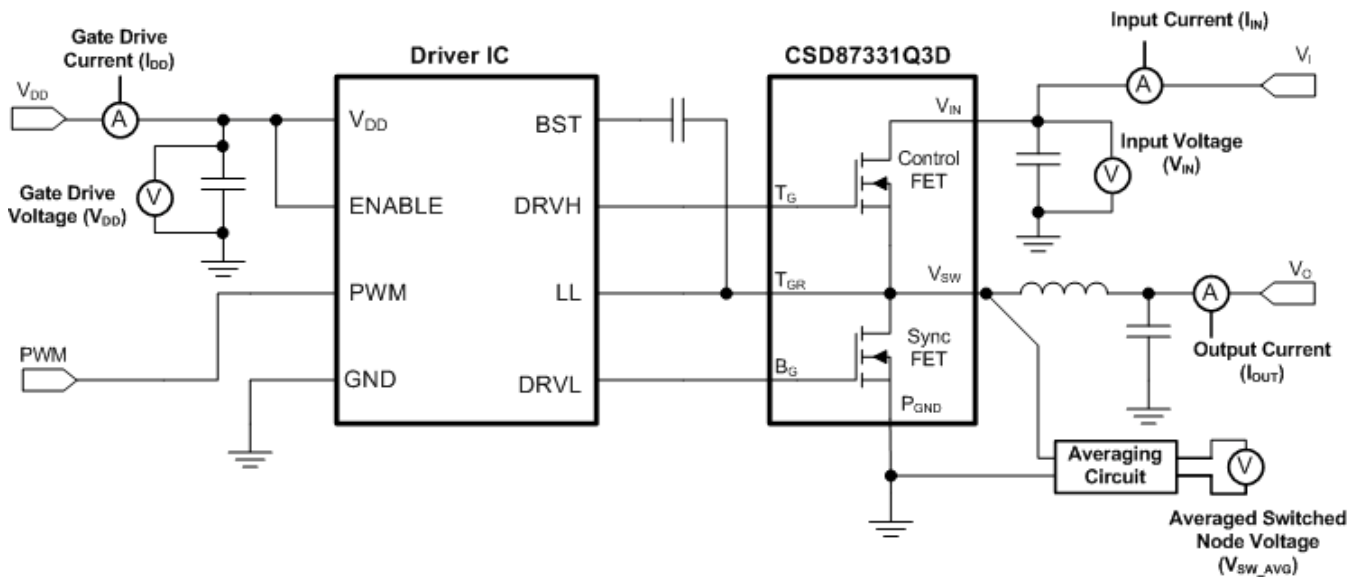 Gate Drive
Current (IDD)
Driver IC
CSD87331Q3D
Input Current (IIN)
VDD
A
VDD
BST
VIN
A
VI
V
Gate Drive
Voltage (VDD)
ENABLE
DRVH
TG
Control
FET
V
Input Voltage
(VIN)
PWM
LL
TGR
VSW
A
VO
PWM
GND
DRVL
BG
Sync
FET
PGND
Output Current
(IOUT)
Averaging
Circuit
V
Averaged Switched
Node Voltage
(VSW_AVG)